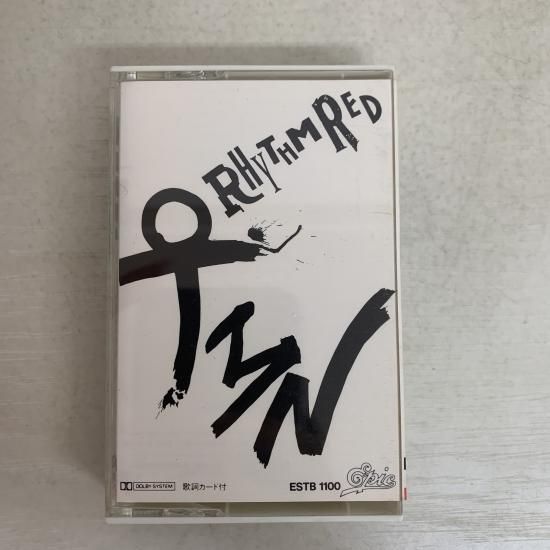 RHYTHM RED
TMN
DOLBY SYSTEM 歌詞カード付 ESTB 1100 Epic